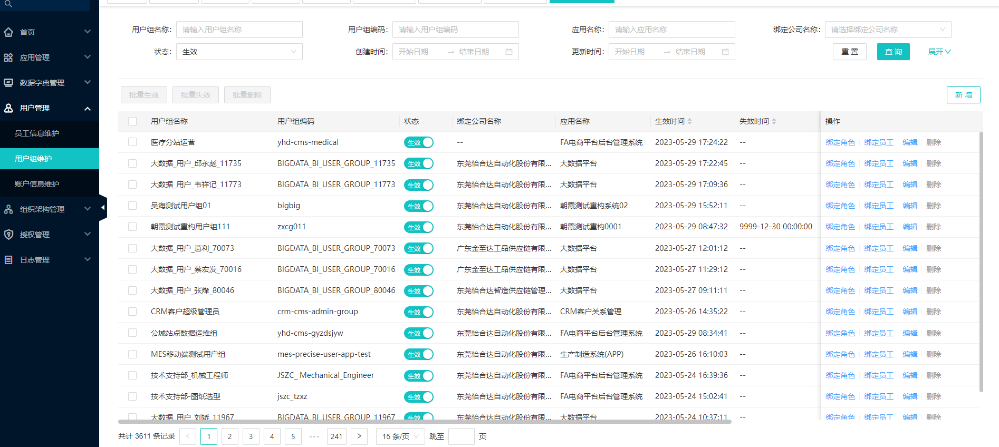 首页
应用管理
数据字典管理
用户管理
员工信息维护
用户组维护
账户信息维护
组织架构管理
授权管理
日志管理
用户组名称: 请输入用户组名称 用户组编码: 请输入用户组编码 应用名称: 请输入应用名称 绑定公司名称: 请选择绑定公司名称
状态: 生效 创建时间: 开始日期 → 结束日期 更新时间: 开始日期 → 结束日期 重置 查询 展开
批量生效 批量失效 批量删除 新增
用户组名称 用户组编码 状态 绑定公司名称 应用名称 生效时间 失效时间 操作
医疗分站运营 yhd-cms-medical 生效 -- FA电商平台后台管理系统 2023-05-29 17:24:22 -- 绑定角色 绑定员工 编辑 删除
大数据_用户_邱永彪_11735 BIGDATA_BI_USER_GROUP_11735 生效 东莞怡合达自动化股份有限... 大数据平台 2023-05-29 17:22:45 -- 绑定角色 绑定员工 编辑 删除
大数据_用户_韦祥记_11773 BIGDATA_BI_USER_GROUP_11773 生效 东莞怡合达自动化股份有限... 大数据平台 2023-05-29 17:09:36 -- 绑定角色 绑定员工 编辑 删除
吴海测试用户组01 bigbig 生效 东莞怡合达自动化股份有限... 朝霞测试重构系统02 2023-05-29 15:52:11 -- 绑定角色 绑定员工 编辑 删除
朝霞测试重构用户组111 zxcg011 生效 东莞怡合达自动化股份有限... 朝霞测试重构0001 2023-05-29 08:47:32 9999-12-30 00:00:00 绑定角色 绑定员工 编辑 删除
大数据_用户_葛利_70073 BIGDATA_BI_USER_GROUP_70073 生效 广东金至达工品供应链有限... 大数据平台 2023-05-27 12:01:12 -- 绑定角色 绑定员工 编辑 删除
大数据_用户_蔡宏发_70016 BIGDATA_BI_USER_GROUP_70016 生效 广东金至达工品供应链有限... 大数据平台 2023-05-27 11:29:12 -- 绑定角色 绑定员工 编辑 删除
大数据_用户_张烽_80046 BIGDATA_BI_USER_GROUP_80046 生效 东莞怡合达智造供应链管理... 大数据平台 2023-05-27 09:11:11 -- 绑定角色 绑定员工 编辑 删除
CRM客户超级管理员 crm-cms-admin-group 生效 东莞怡合达自动化股份有限... CRM客户关系管理 2023-05-26 14:35:22 -- 绑定角色 绑定员工 编辑 删除
公域站点数据运维组 yhd-cms-gyzdsjyw 生效 东莞怡合达自动化股份有限... FA电商平台后台管理系统 2023-05-29 08:34:41 -- 绑定角色 绑定员工 编辑 删除
MES移动端测试用户组 mes-precise-user-app-test 生效 东莞怡合达自动化股份有限... 生产制造系统(APP) 2023-05-26 16:10:03 -- 绑定角色 绑定员工 编辑 删除
技术支持部_机械工程师 JSZC_ Mechanical_Engineer 生效 东莞怡合达自动化股份有限... FA电商平台后台管理系统 2023-05-24 16:39:36 -- 绑定角色 绑定员工 编辑 删除
技术支持部-图纸选型 jszc_tzxz 生效 东莞怡合达自动化股份有限... FA电商平台后台管理系统 2023-05-24 15:02:41 -- 绑定角色 绑定员工 编辑 删除
大数据_用户_刘娇_11967 BIGDATA_BI_USER_GROUP_11967 生效 东莞怡合达自动化股份有限... 大数据平台 2023-05-24 10:37:11 -- 绑定角色 绑定员工 编辑 删除
共计 3611 条记录 < 1 2 3 4 5 ••• 241 > 15 条/页 跳至 页